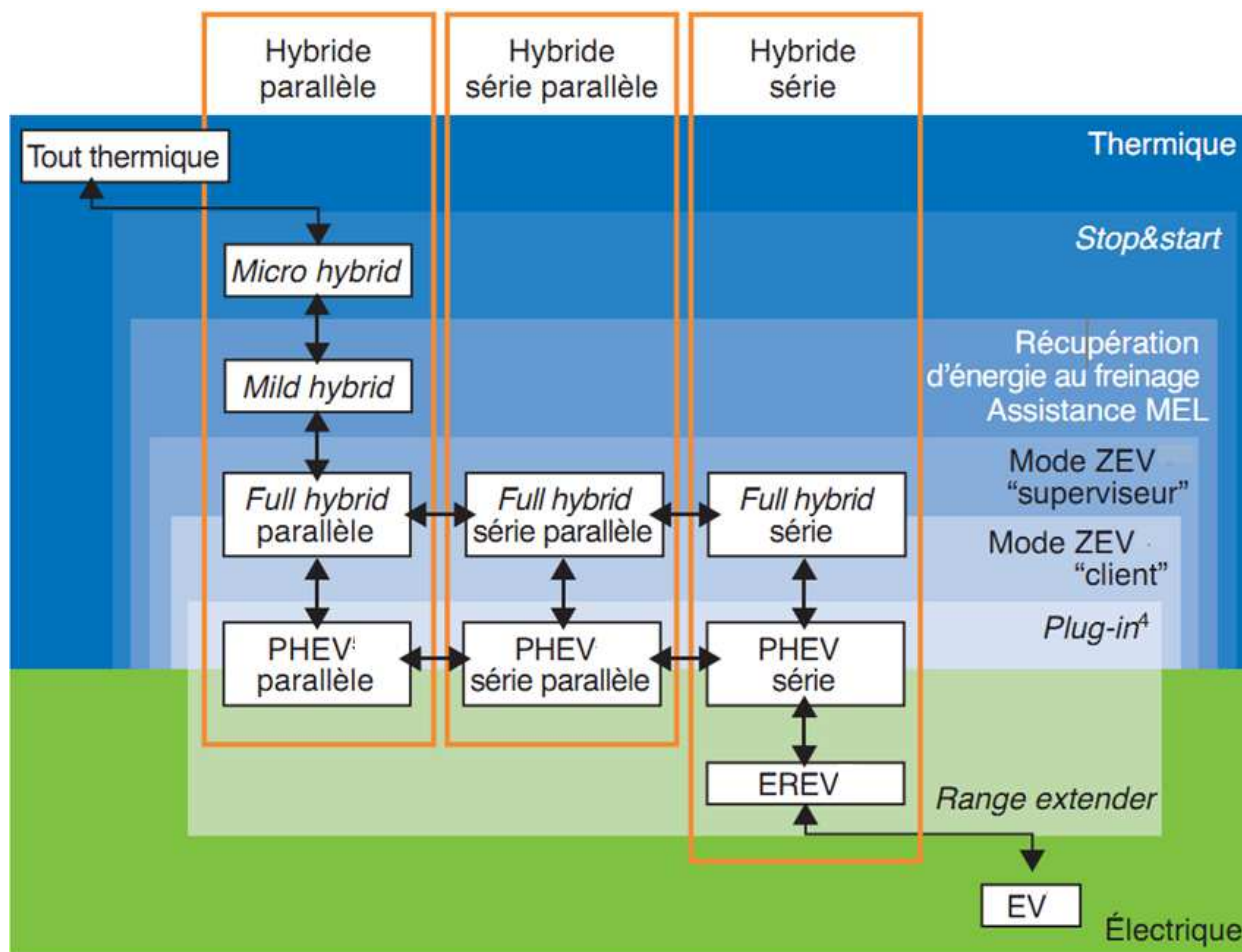 Hybride
parallèle
Hybride
série parallèle
Hybride
série
Tout thermique
Thermique
Stop&start
Micro hybrid
Récupération
d'énergie au freinage
Assistance MEL
Mild hybrid
Mode ZEV
“superviseur”
Full hybrid
parallèle
Full hybrid
série parallèle
Full hybrid
série
Mode ZEV
“client”
Plug-in⁴
PHEV
parallèle
PHEV
série parallèle
PHEV
série
EREV
Range extender
EV
Électrique